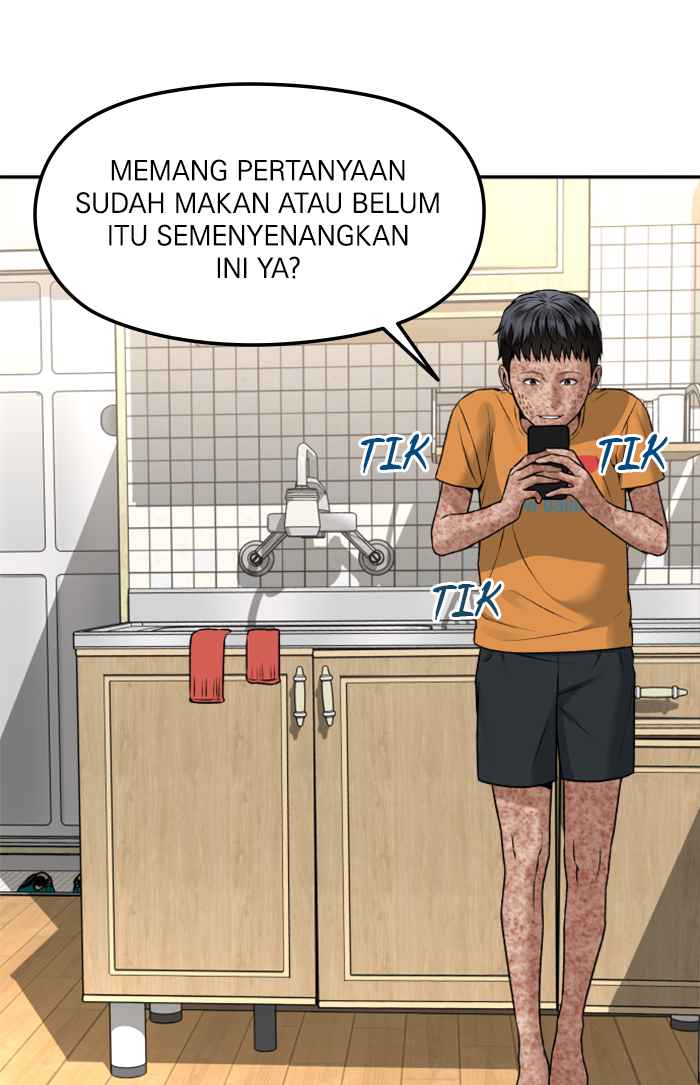 MEMANG PERTANYAAN
SUDAH MAKAN ATAU BELUM
ITU SEMENYENANGKAN
INI YA?
TIK
TIK
TIK